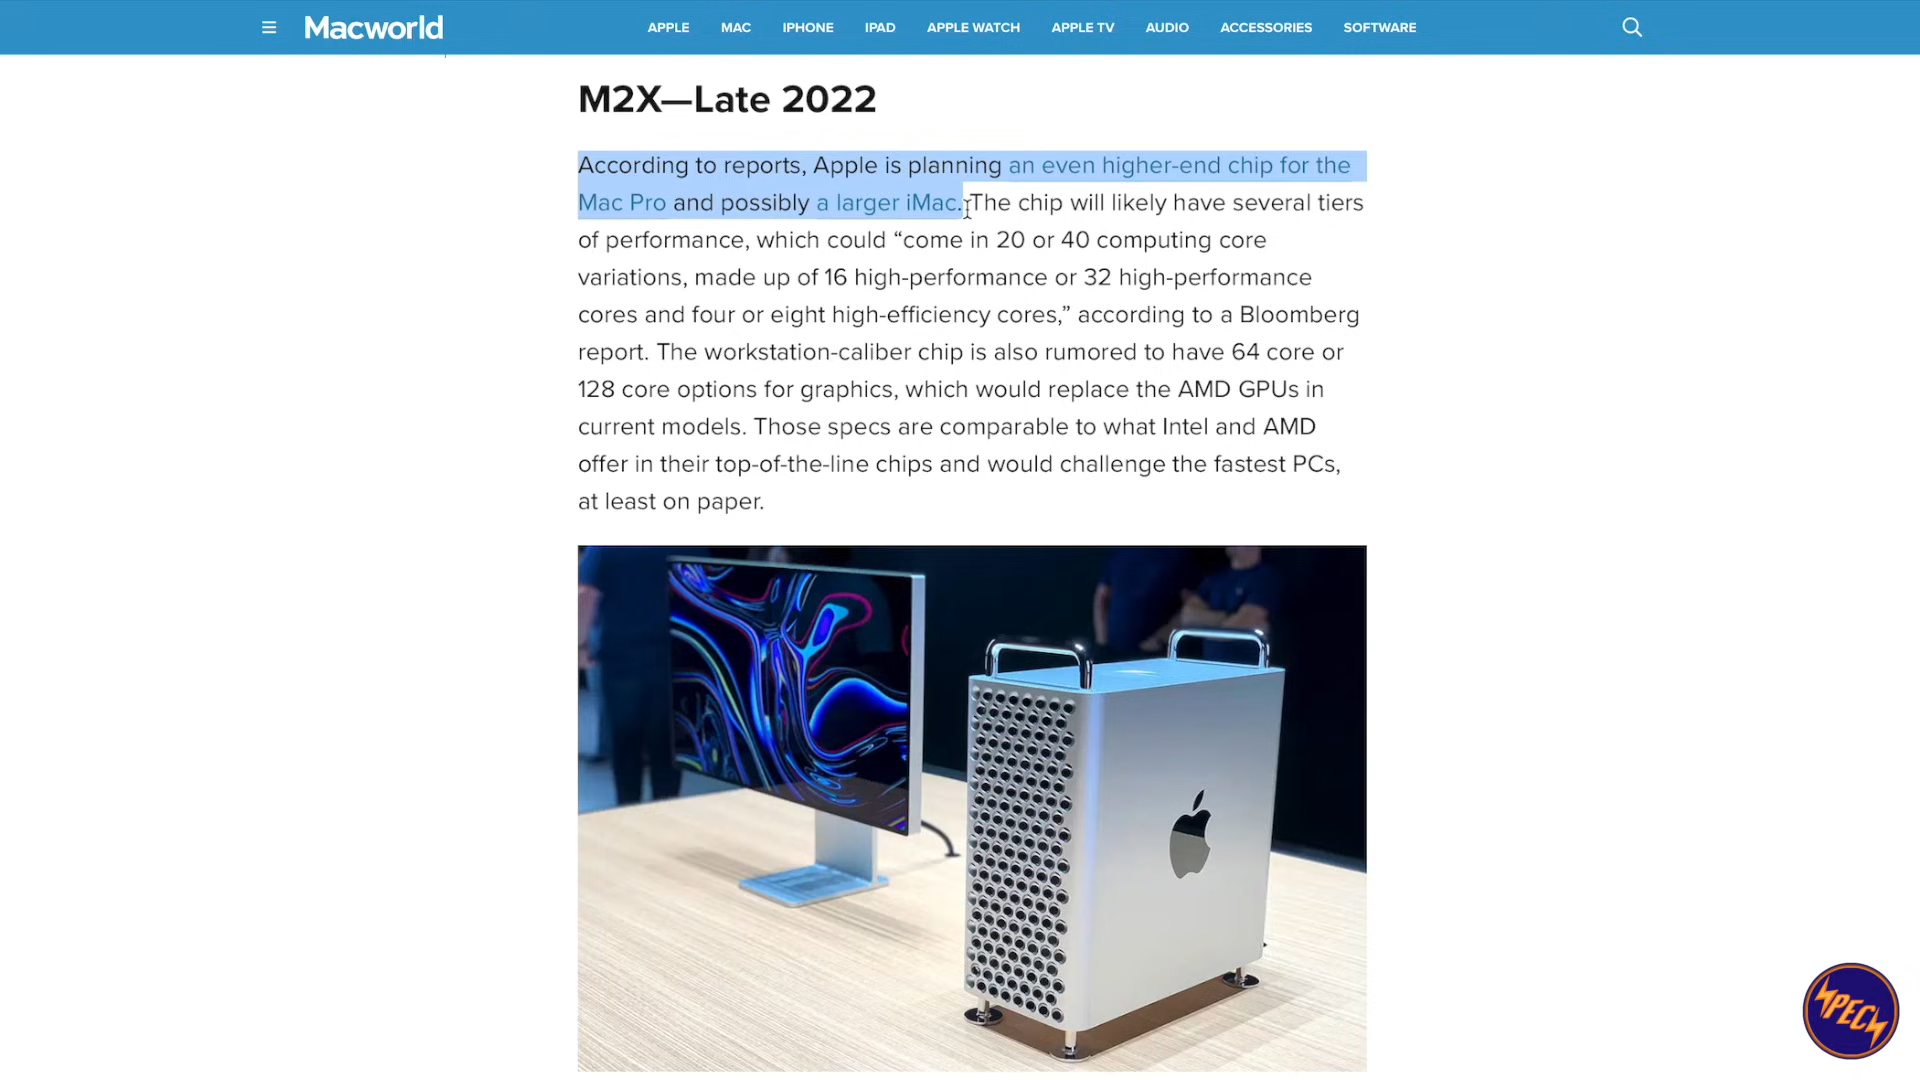 Macworld
APPLE MAC IPHONE IPAD APPLE WATCH APPLE TV AUDIO ACCESSORIES SOFTWARE
M2X—Late 2022
According to reports, Apple is planning an even higher-end chip for the
Mac Pro and possibly a larger iMac. The chip will likely have several tiers
of performance, which could “come in 20 or 40 computing core
variations, made up of 16 high-performance or 32 high-performance
cores and four or eight high-efficiency cores,” according to a Bloomberg
report. The workstation-caliber chip is also rumored to have 64 core or
128 core options for graphics, which would replace the AMD GPUs in
current models. Those specs are comparable to what Intel and AMD
offer in their top-of-the-line chips and would challenge the fastest PCs,
at least on paper.
SPECS